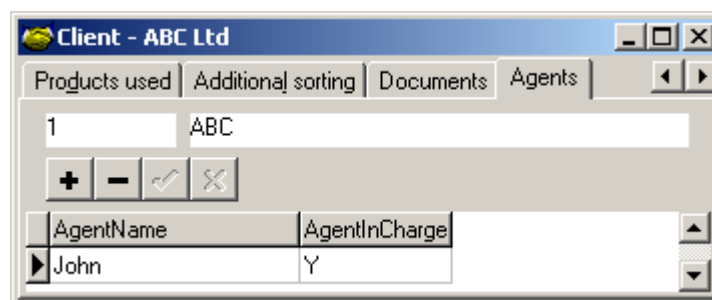 Client - ABC Ltd
Products used Additional sorting Documents Agents
1 ABC
AgentName AgentInCharge
John Y